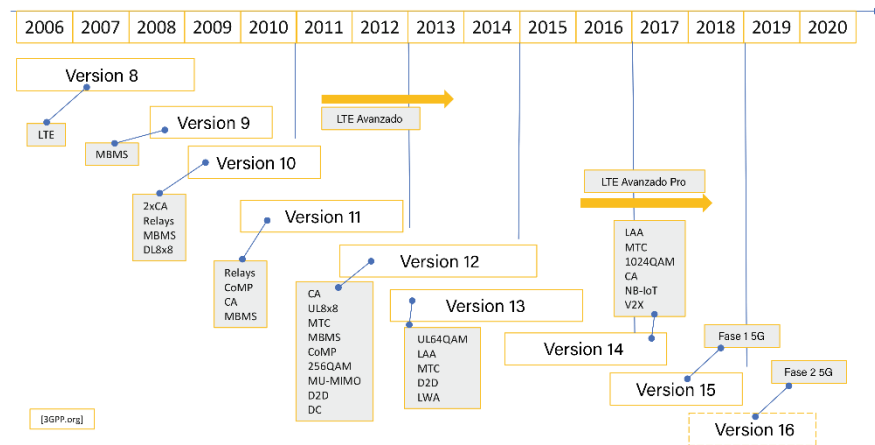 2006 2007 2008 2009 2010 2011 2012 2013 2014 2015 2016 2017 2018 2019 2020
Version 8
LTE
Version 9
MBMS
Version 10
2xCA
Relays
MBMS
DL8x8
Version 11
Relays
CoMP
CA
MBMS
LTE Avanzado
Version 12
CA
UL8x8
MTC
MBMS
CoMP
256QAM
MU-MIMO
D2D
DC
Version 13
UL64QAM
LAA
MTC
D2D
LWA
LTE Avanzado Pro
LAA
MTC
1024QAM
CA
NB-IoT
V2X
Version 14
Fase 1 5G
Version 15
Fase 2 5G
Version 16
[3GPP.org]